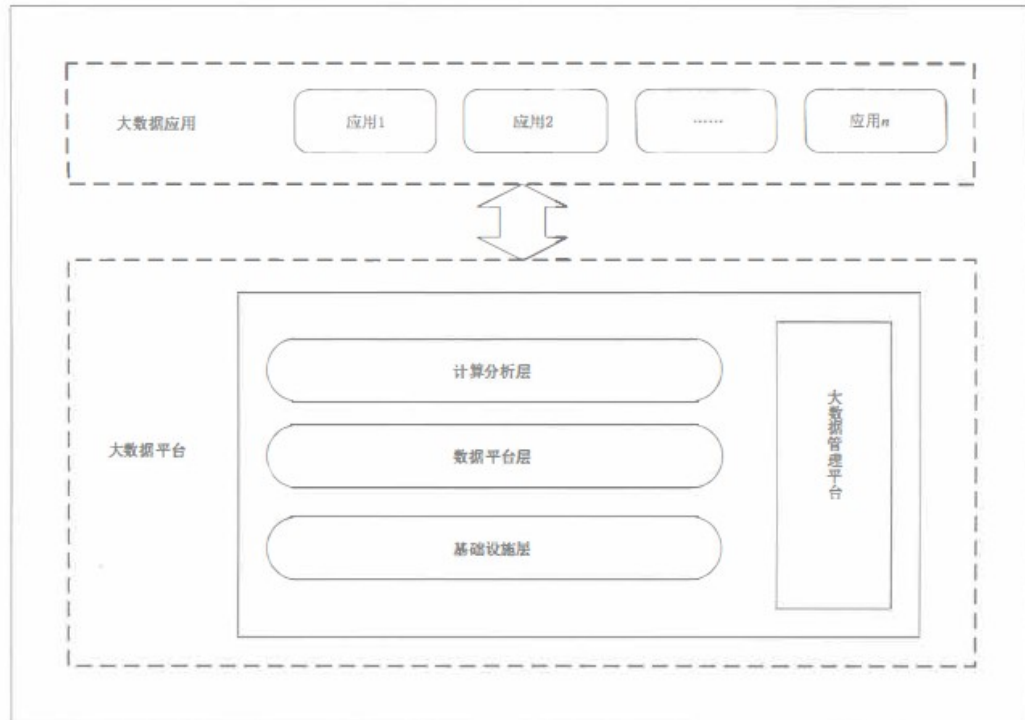 大数据应用
应用1
应用2
……
应用n
大数据平台
计算分析层
数据平台层
基础设施层
大数据管理平台